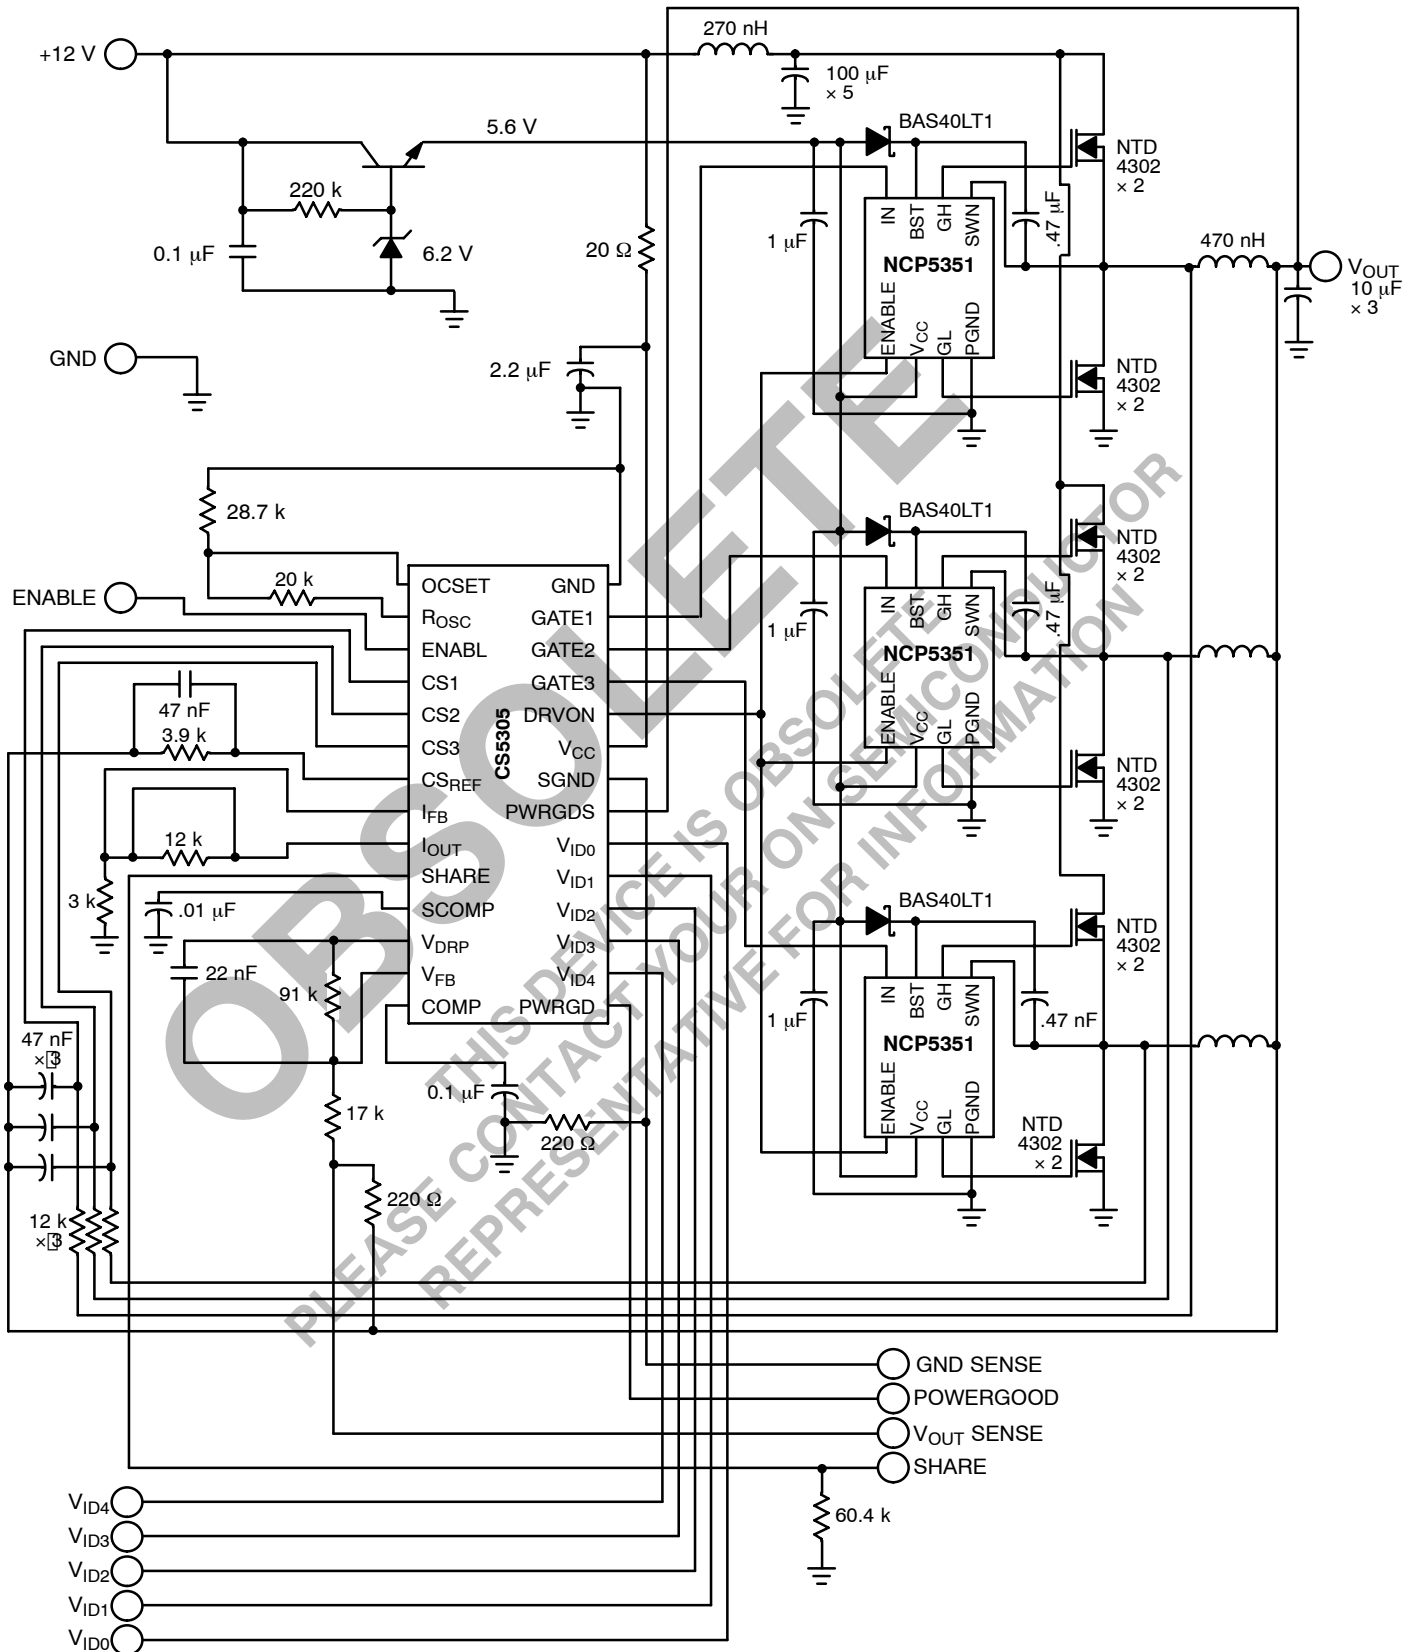 +12 V
270 nH
100 µF
× 5
5.6 V
BAS40LT1
NTD
4302
× 2
220 k
0.1 µF
6.2 V
20 Ω
1 µF
IN
BST
GH
SWN
.47 µF
NCP5351
ENABLE
VCC
GL
PGND
470 nH
VOUT
10 µF
× 3
GND
2.2 µF
NTD
4302
× 2
28.7 k
20 k
ENABLE
BAS40LT1
NTD
4302
× 2
1 µF
IN
BST
GH
SWN
.47 µF
NCP5351
ENABLE
VCC
GL
PGND
NTD
4302
× 2
CS5305
OCSET
ROSC
ENABL
CS1
CS2
CS3
CSREF
IFB
IOUT
SHARE
SCOMP
VDRP
VFB
COMP
GND
GATE1
GATE2
GATE3
DRVON
VCC
SGND
PWRGDS
VID0
VID1
VID2
VID3
VID4
PWRGD
47 nF
3.9 k
12 k
3 k
.01 µF
22 nF
91 k
BAS40LT1
NTD
4302
× 2
1 µF
IN
BST
GH
SWN
.47 nF
NCP5351
ENABLE
VCC
GL
PGND
NTD
4302
× 2
47 nF
× 3
0.1 µF
17 k
220 Ω
220 Ω
12 k
× 3
GND SENSE
POWERGOOD
VOUT SENSE
SHARE
60.4 k
VID4
VID3
VID2
VID1
VID0
OBSOLETE
THIS DEVICE IS OBSOLETE
PLEASE CONTACT YOUR ON SEMICONDUCTOR
REPRESENTATIVE FOR INFORMATION